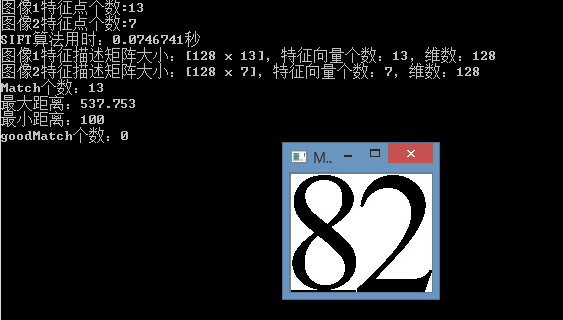 图像1特征点个数:13
图像2特征点个数:7
SIFT算法用时：0.0746741秒
图像1特征描述矩阵大小：[128 x 13]，特征向量个数：13，维数：128
图像2特征描述矩阵大小：[128 x 7]，特征向量个数：7，维数：128
Match个数：13
最大距离：537.753
最小距离：100
goodMatch个数：0
M...
82